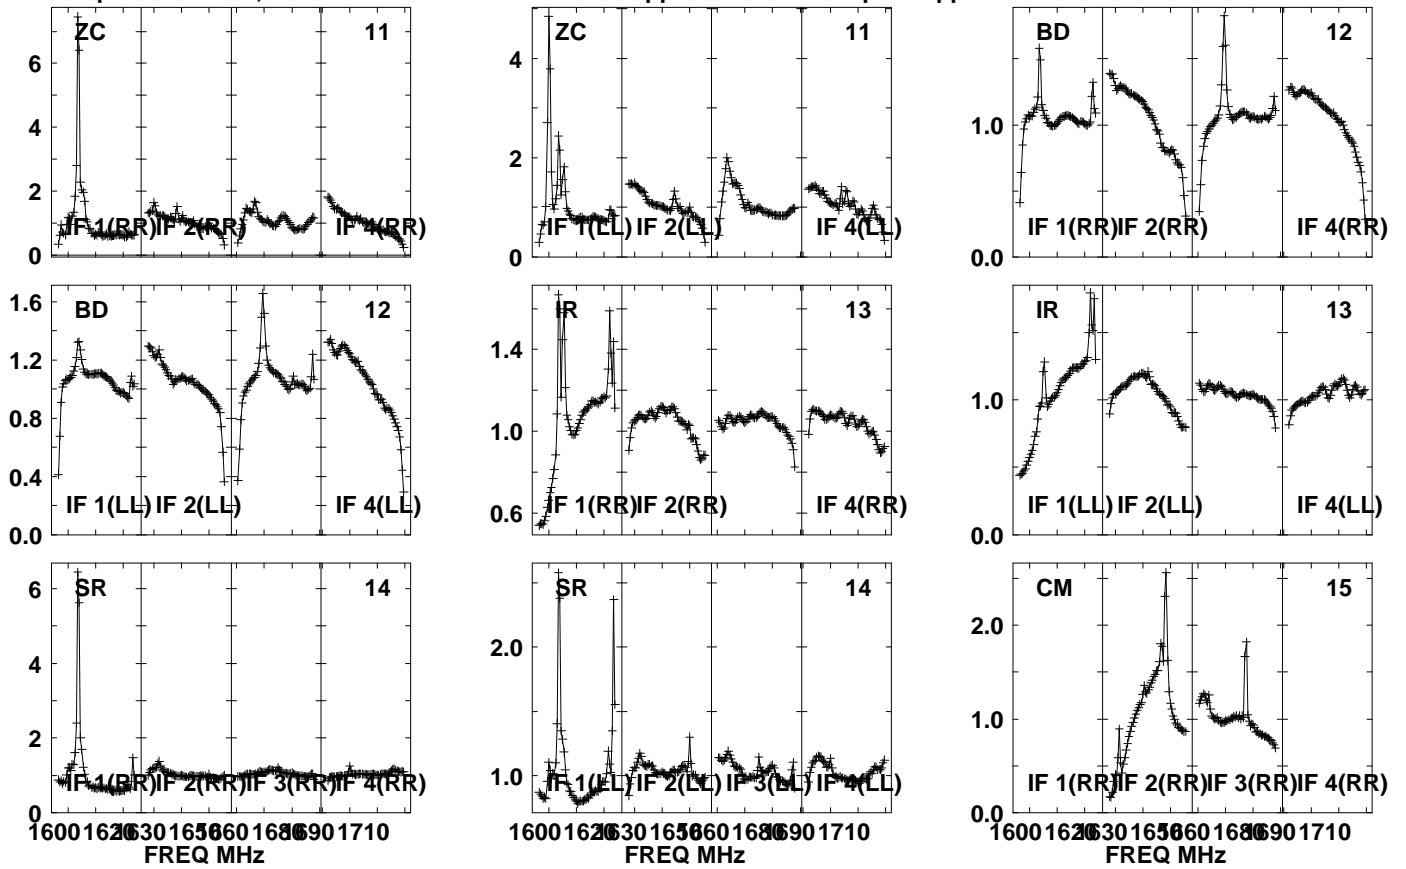 ZC 11 ZC 11 BD 12
6
4
2
0
IF 1(RR) IF 2(RR) IF 4(RR)
4
2
0
IF 1(LL) IF 2(LL) IF 4(LL)
1.0
0.0
IF 1(RR) IF 2(RR) IF 4(RR)
BD 12 IR 13 IR 13
1.6
1.2
0.8
0.4
0.0
IF 1(LL) IF 2(LL) IF 4(LL)
1.4
1.0
0.6
IF 1(RR) IF 2(RR) IF 4(RR)
1.0
0.0
IF 1(LL) IF 2(LL) IF 4(LL)
SR 14 SR 14 CM 15
6
4
2
0
IF 1(RR) IF 2(RR) IF 3(RR) IF 4(RR)
2.0
1.0
IF 1(LL) IF 2(LL) IF 3(LL) IF 4(LL)
2.0
1.0
0.0
IF 1(RR) IF 2(RR) IF 3(RR) IF 4(RR)
1600 1620 1630 1650 1660 1680 1690 1710
FREQ MHz
1600 1620 1630 1650 1660 1680 1690 1710
FREQ MHz
1600 1620 1630 1650 1660 1680 1690 1710
FREQ MHz